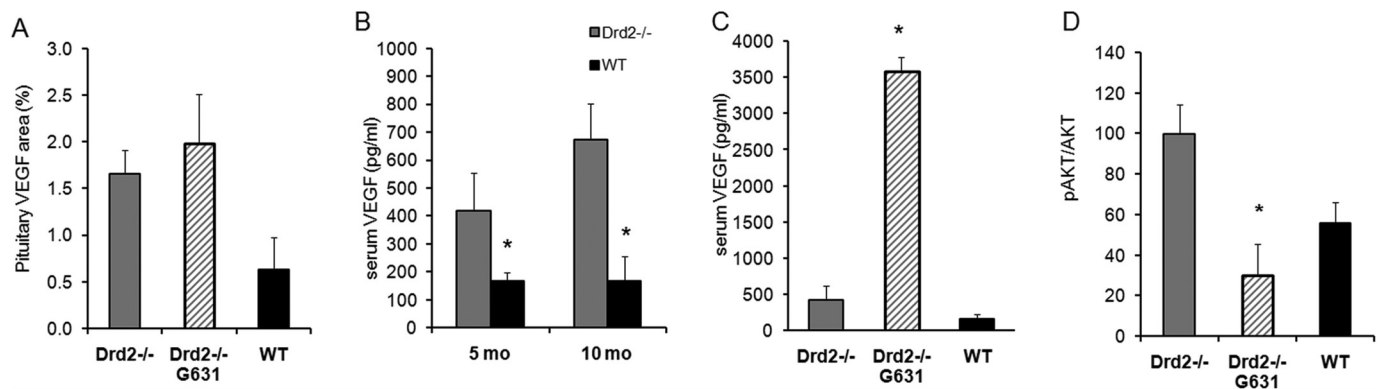 A
Pituitary VEGF area (%)
3.0
2.5
2.0
1.5
1.0
0.5
0.0
Drd2-/-
Drd2-/-
G631
WT
B
Drd2-/-
WT
serum VEGF (pg/ml)
1000
900
800
700
600
500
400
300
200
100
0
*
*
5 mo
10 mo
C
serum VEGF (pg/ml)
4000
3500
3000
2500
2000
1500
1000
500
0
*
Drd2-/-
Drd2-/-
G631
WT
D
pAKT/AKT
140
120
100
80
60
40
20
0
*
Drd2-/-
Drd2-/-
G631
WT